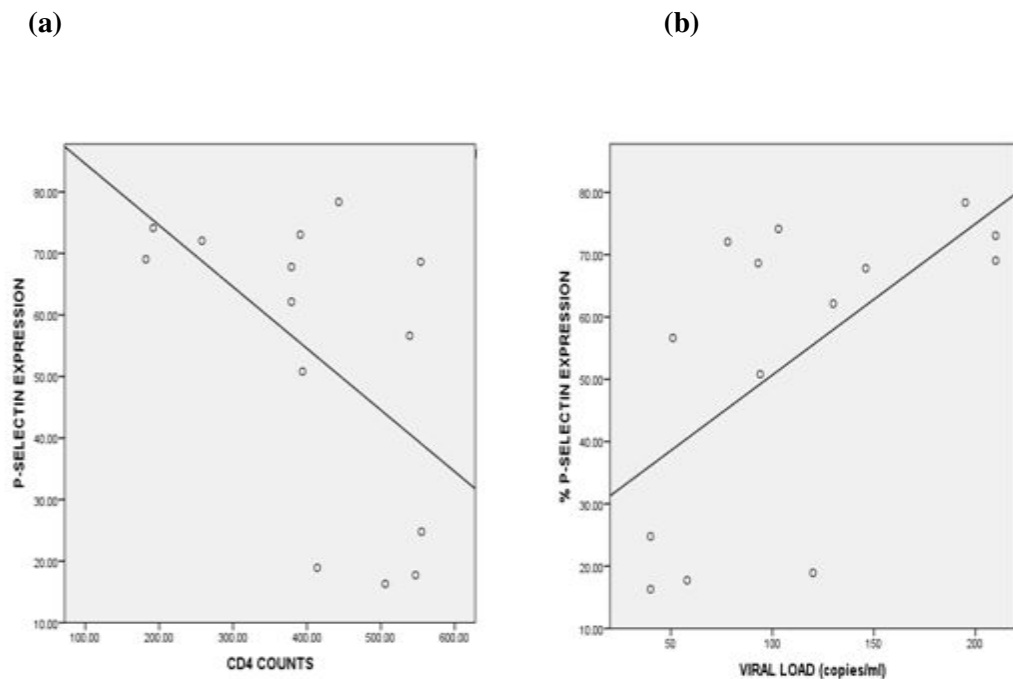 (a)
(b)
P-SELECTIN EXPRESSION
80.00
70.00
60.00
50.00
40.00
30.00
20.00
10.00
100.00 200.00 300.00 400.00 500.00 600.00
CD4 COUNTS
% P-SELECTIN EXPRESSION
80.00
70.00
60.00
50.00
40.00
30.00
20.00
10.00
50 100 150 200
VIRAL LOAD (copies/ml)